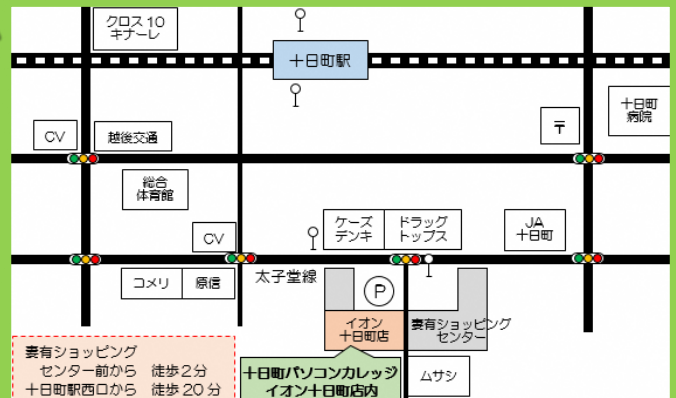 クロス10
キナーレ
十日町駅
十日町
病院
〒
CV
越後交通
総合
体育館
CV
ケーズ
デンキ
ドラッグ
トップス
JA
十日町
コメリ
原信
太子堂線
P
イオン
十日町店
妻有ショッピング
センター
妻有ショッピング
センター前から 徒歩2分
十日町駅西口から 徒歩20分
十日町パソコンカレッジ
イオン十日町店内
ムサシ